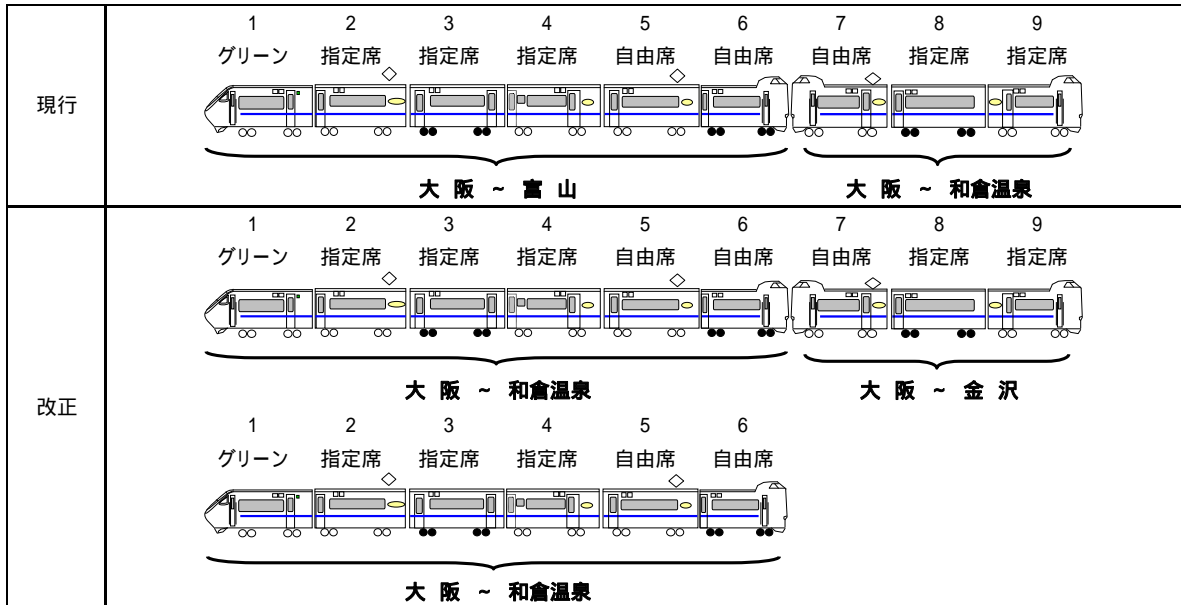 1 2 3 4 5 6 7 8 9
グリーン 指定席 指定席 指定席 自由席 自由席 自由席 指定席 指定席
現行
大 阪 ~ 富 山 大 阪 ~ 和倉温泉
1 2 3 4 5 6 7 8 9
グリーン 指定席 指定席 指定席 自由席 自由席 自由席 指定席 指定席
大 阪 ~ 和倉温泉 大 阪 ~ 金 沢
改正
1 2 3 4 5 6
グリーン 指定席 指定席 指定席 自由席 自由席
大 阪 ~ 和倉温泉